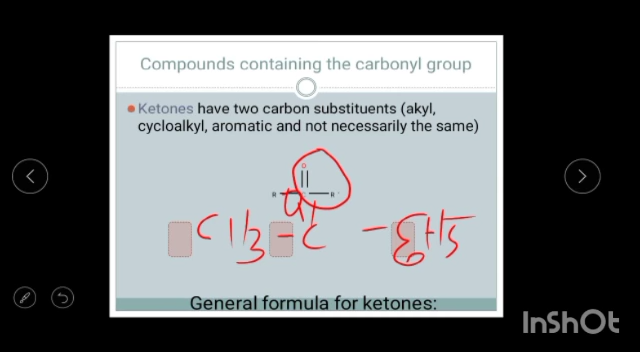 Compounds containing the carbonyl group
Ketones have two carbon substituents (akyl,
cycloalkyl, aromatic and not necessarily the same)
O
R R'
CH3 - C - C6H5
General formula for ketones:
InShOt